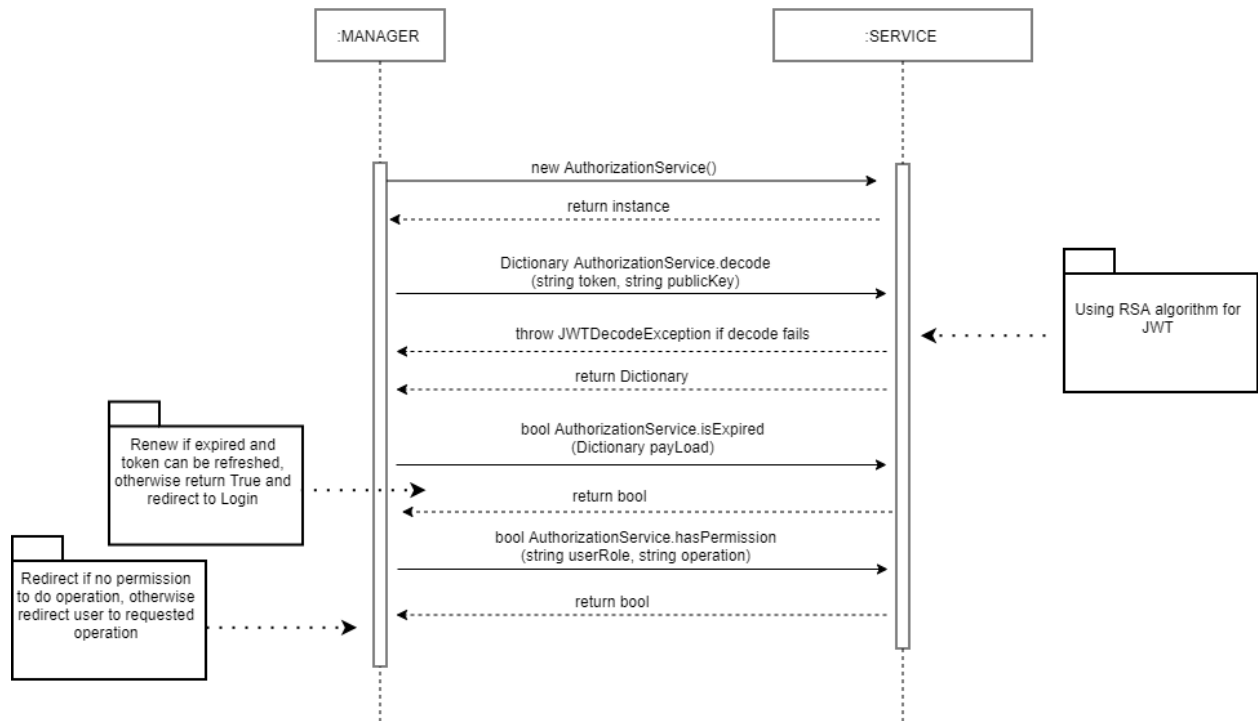 :MANAGER
:SERVICE
new AuthorizationService()
return instance
Dictionary AuthorizationService.decode
(string token, string publicKey)
Using RSA algorithm for
JWT
throw JWTDecodeException if decode fails
return Dictionary
bool AuthorizationService.isExpired
(Dictionary payLoad)
Renew if expired and
token can be refreshed,
otherwise return True and
redirect to Login
return bool
bool AuthorizationService.hasPermission
(string userRole, string operation)
Redirect if no permission
to do operation, otherwise
redirect user to requested
operation
return bool